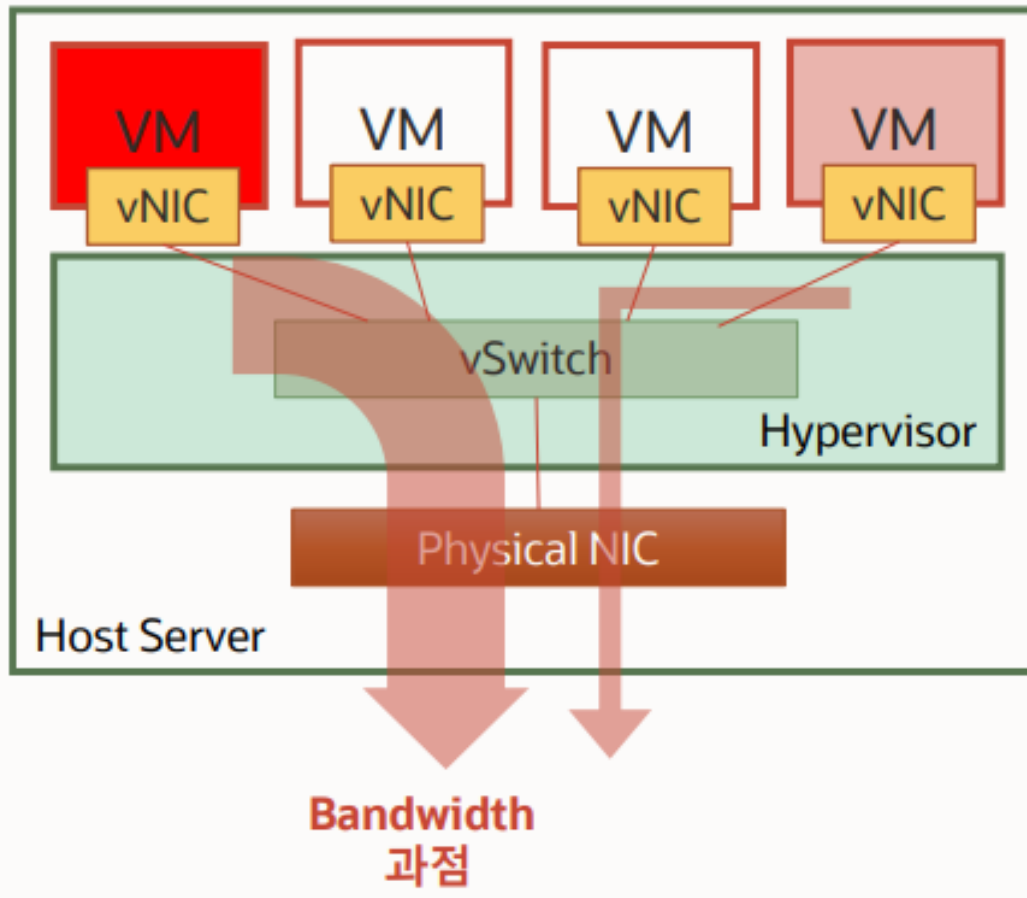 VM
VM
VM
VM
vNIC
vNIC
vNIC
vNIC
vSwitch
Hypervisor
Physical NIC
Host Server
Bandwidth
과점